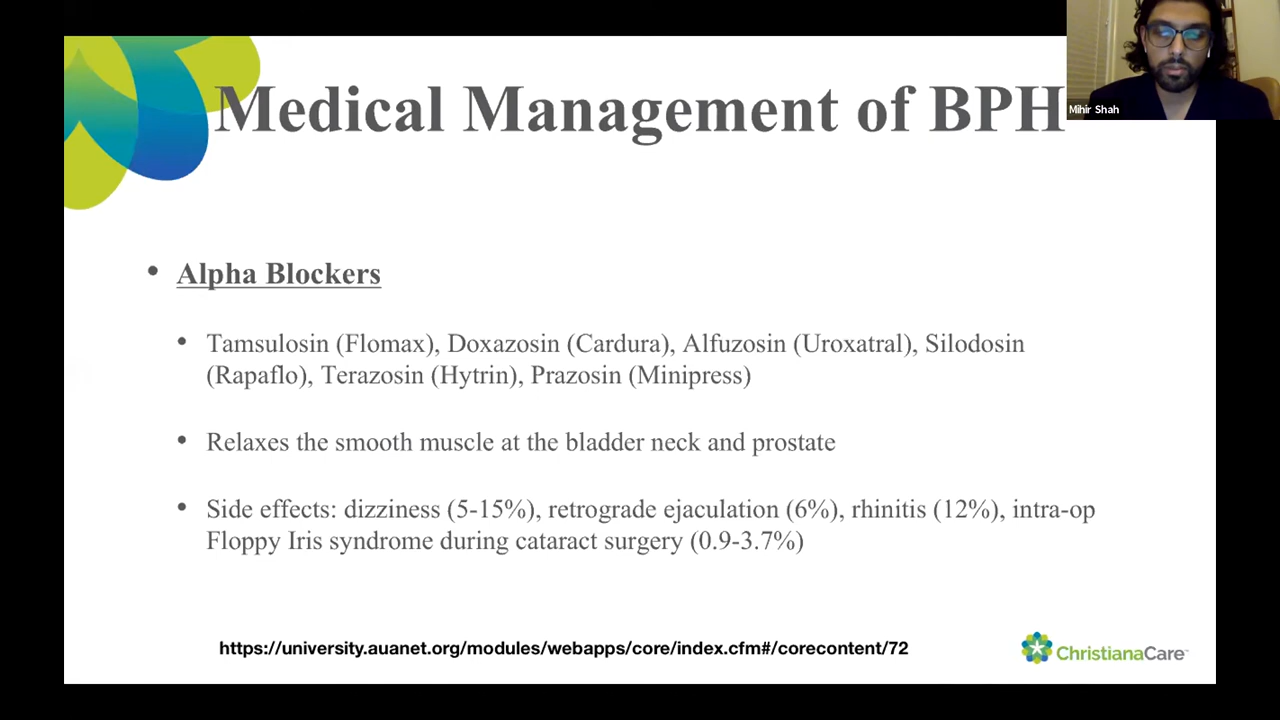 Medical Management of BPH
Mihir Shah
• Alpha Blockers
• Tamsulosin (Flomax), Doxazosin (Cardura), Alfuzosin (Uroxatral), Silodosin
(Rapaflo), Terazosin (Hytrin), Prazosin (Minipress)
• Relaxes the smooth muscle at the bladder neck and prostate
• Side effects: dizziness (5-15%), retrograde ejaculation (6%), rhinitis (12%), intra-op
Floppy Iris syndrome during cataract surgery (0.9-3.7%)
https://university.auanet.org/modules/webapps/core/index.cfm#/corecontent/72
ChristianaCare™